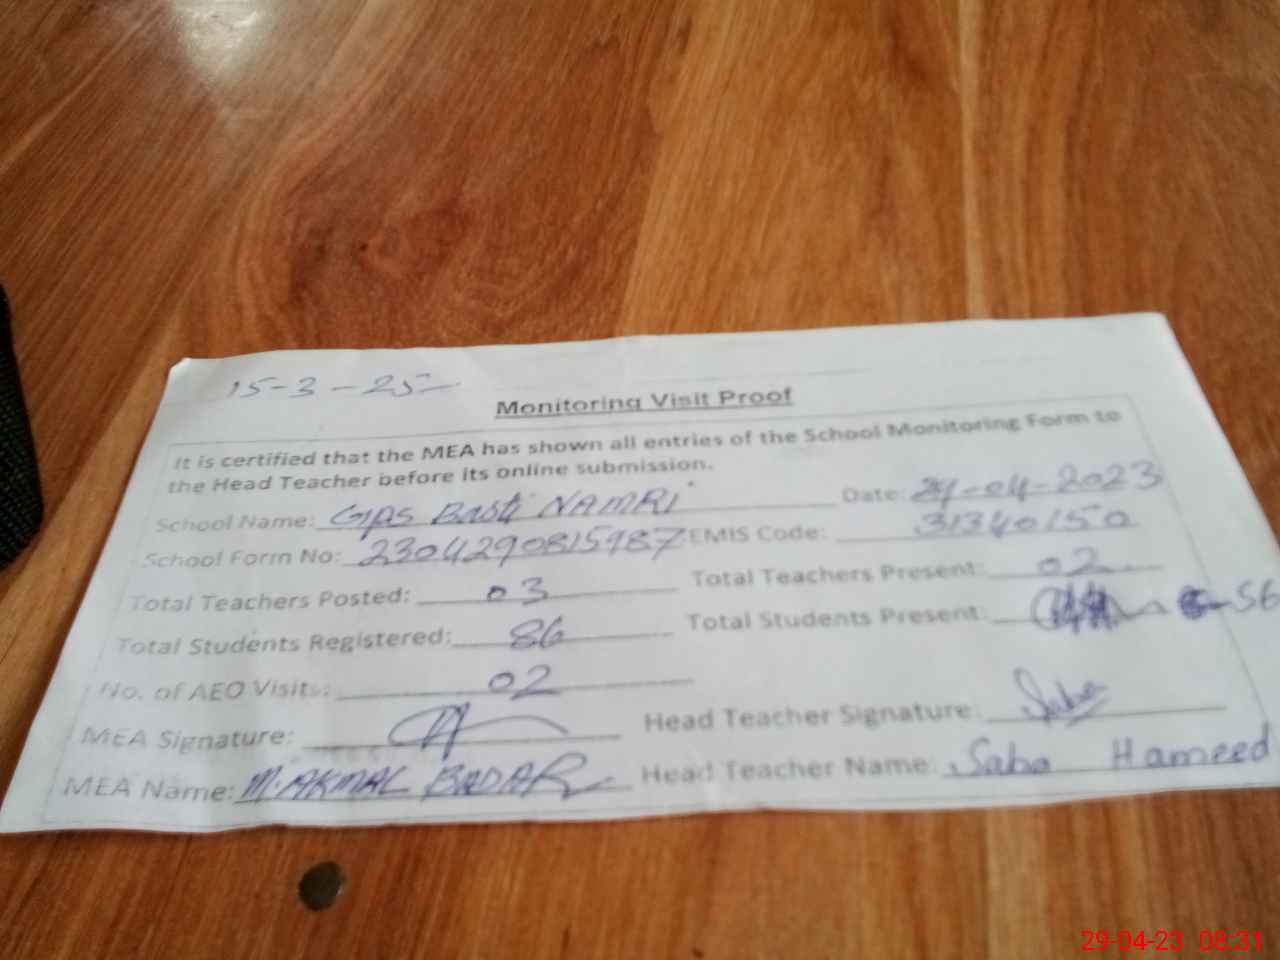 15-3-25
Monitoring Visit Proof
It is certified that the MEA has shown all entries of the School Monitoring Form to
the Head Teacher before its online submission.
School Name: GPS Basti NAMRI Date: 29-04-2023
School Form No: 2304290815987 EMIS Code: 31340150
Total Teachers Posted: 03 Total Teachers Present: 02
Total Students Registered: 86 Total Students Present: 56
No. of AEO Visits: 02
MEA Signature: Head Teacher Signature: Saba
MEA Name: M. AKMAL BADAR Head Teacher Name: Saba Hameed
29-04-23 08:31